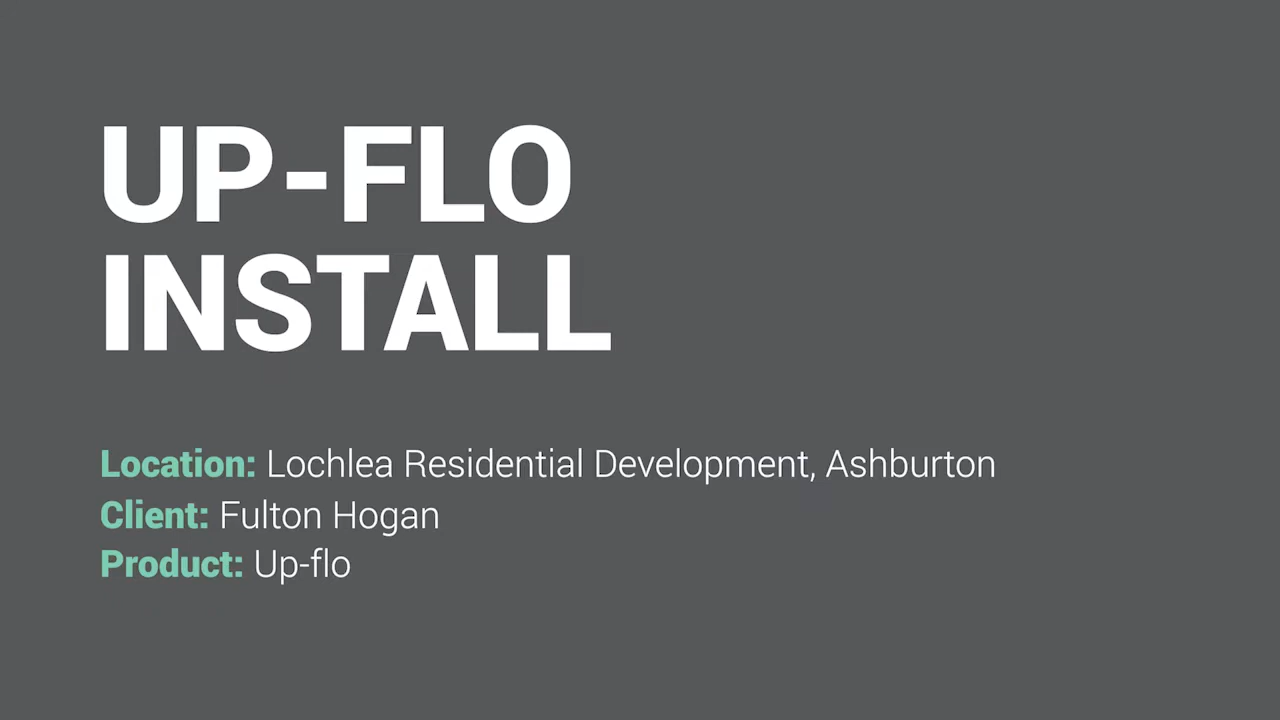 UP-FLO
INSTALL
Location: Lochlea Residential Development, Ashburton
Client: Fulton Hogan
Product: Up-flo